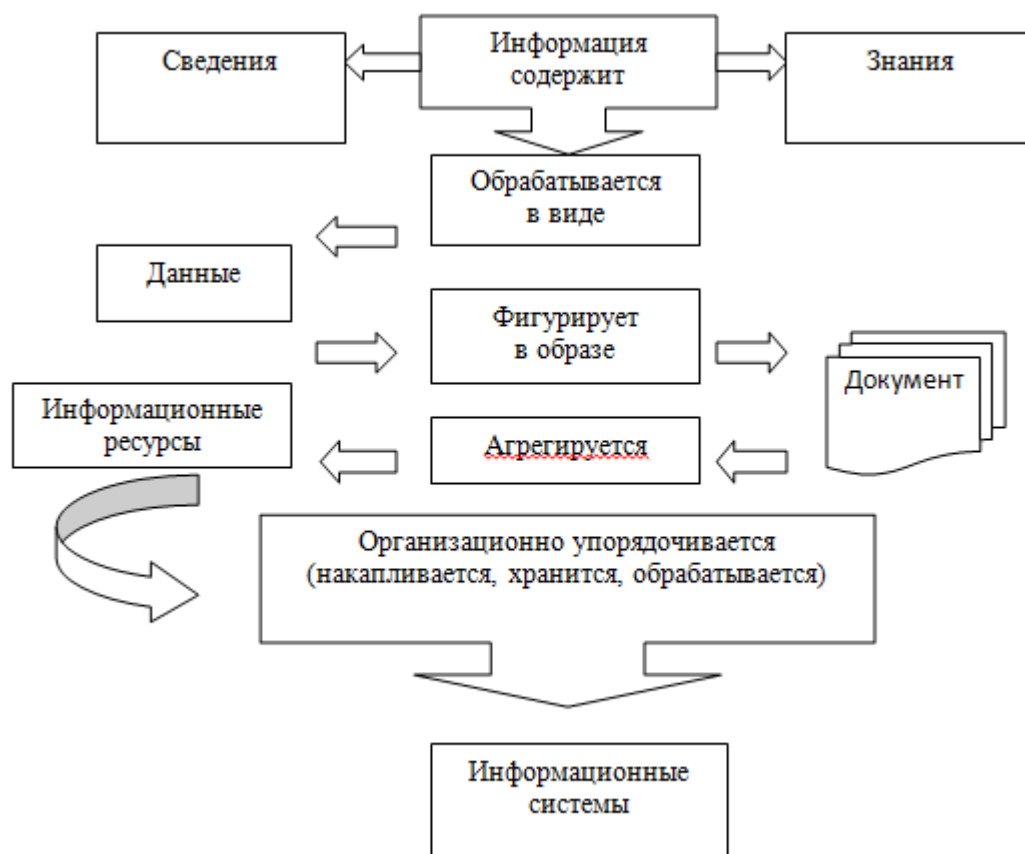 Сведения
Информация
содержит
Знания
Обрабатывается
в виде
Данные
Фигурирует
в образе
Документ
Информационные
ресурсы
Агрегируется
Организационно упорядочивается
(накапливается, хранится, обрабатывается)
Информационные
системы